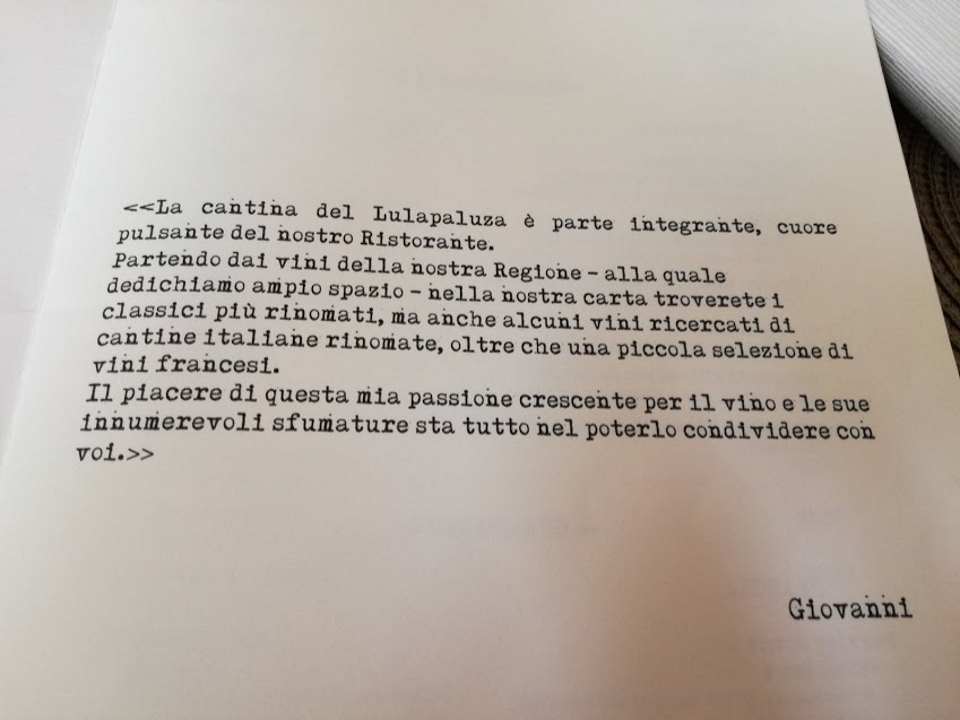 <<La cantina del Lulapaluza è parte integrante, cuore
pulsante del nostro Ristorante.
Partendo dai vini della nostra Regione - alla quale
dedichiamo ampio spazio - nella nostra carta troverete i
classici più rinomati, ma anche alcuni vini ricercati di
cantine italiane rinomate, oltre che una piccola selezione di
vini francesi.
Il piacere di questa mia passione crescente per il vino e le sue
innumerevoli sfumature sta tutto nel poterlo condividere con
voi.>>
Giovanni